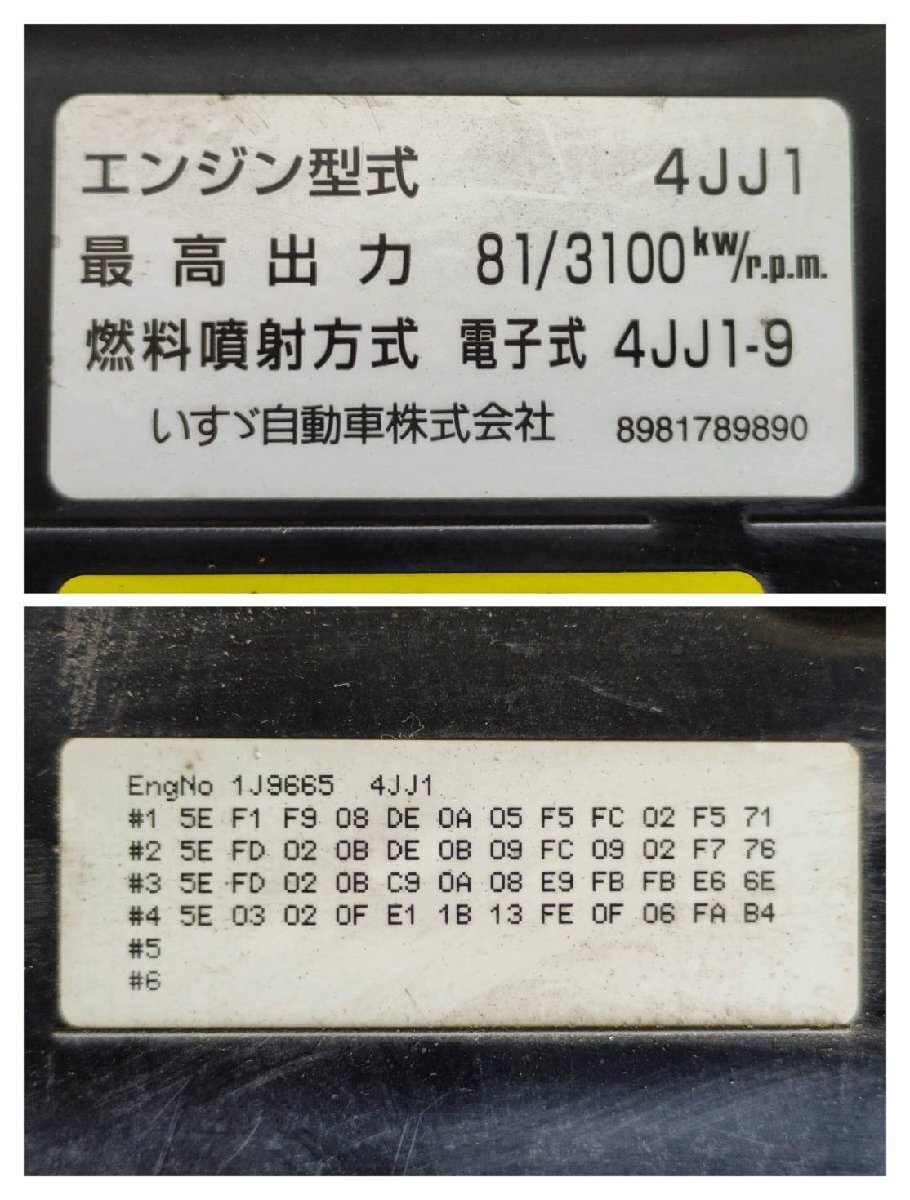 エンジン型式 4JJ1
最高出力 81/3100kw/r.p.m.
燃料噴射方式 電子式 4JJ1-9
いすゞ自動車株式会社 8981789890
EngNo 1J9665 4JJ1
#1 5E F1 F9 08 DE 0A 05 F5 FC 02 F5 71
#2 5E FD 02 0B DE 0B 09 FC 09 02 F7 76
#3 5E FD 02 0B C9 0A 08 E9 FB FB E6 6E
#4 5E 03 02 0F E1 1B 13 FE 0F 06 FA B4
#5
#6